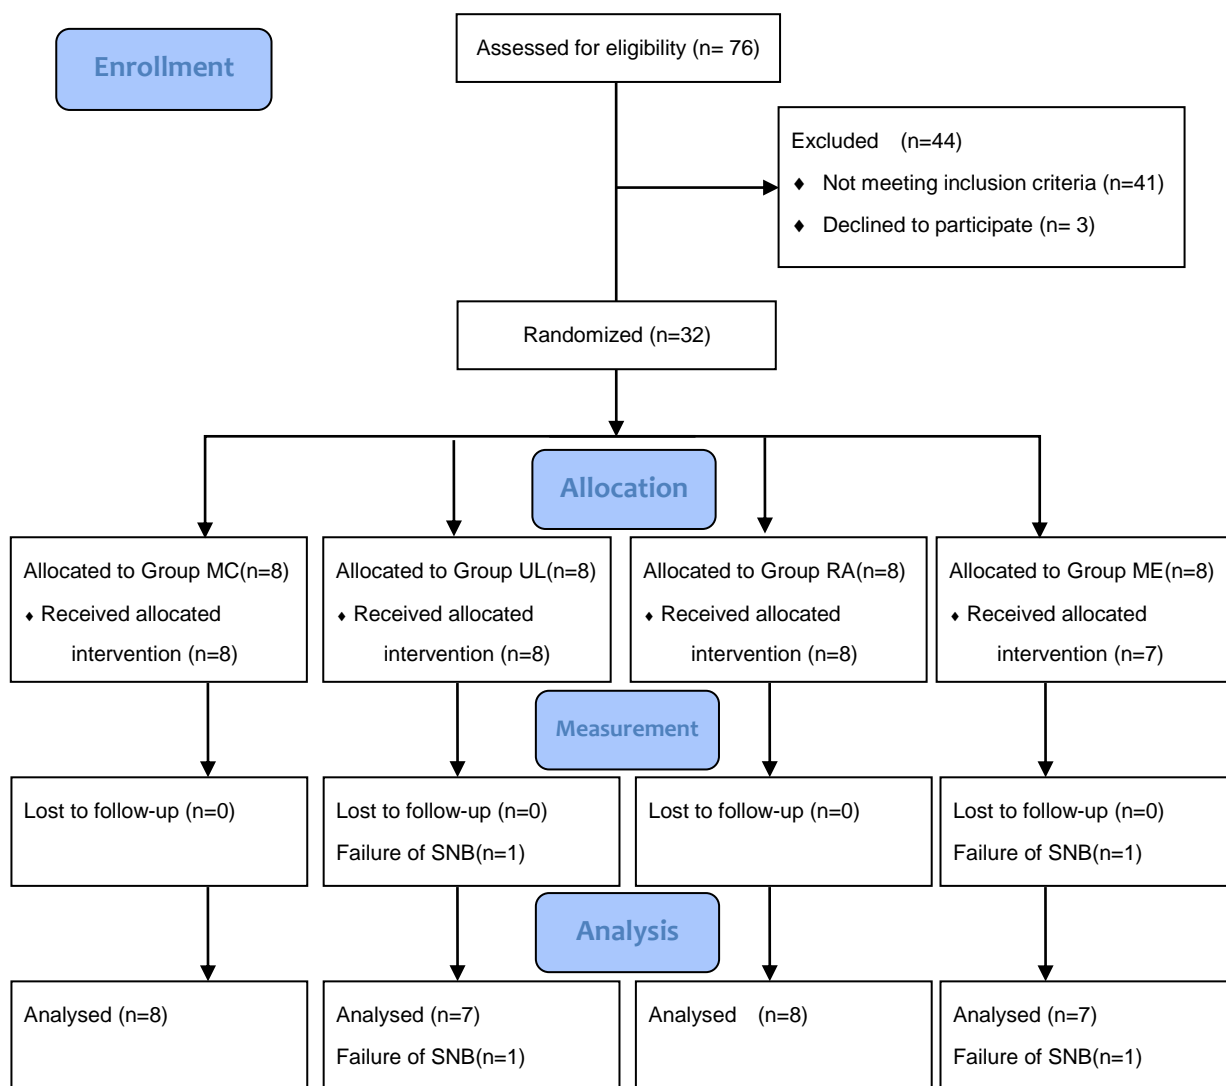 Enrollment
Assessed for eligibility (n= 76)
Excluded (n=44)
♦ Not meeting inclusion criteria (n=41)
♦ Declined to participate (n= 3)
Randomized (n=32)
Allocation
Allocated to Group MC(n=8)
♦ Received allocated
intervention (n=8)
Allocated to Group UL(n=8)
♦ Received allocated
intervention (n=8)
Allocated to Group RA(n=8)
♦ Received allocated
intervention (n=8)
Allocated to Group ME(n=8)
♦ Received allocated
intervention (n=7)
Measurement
Lost to follow-up (n=0)
Lost to follow-up (n=0)
Failure of SNB(n=1)
Lost to follow-up (n=0)
Lost to follow-up (n=0)
Failure of SNB(n=1)
Analysis
Analysed (n=8)
Analysed (n=7)
Failure of SNB(n=1)
Analysed (n=8)
Analysed (n=7)
Failure of SNB(n=1)